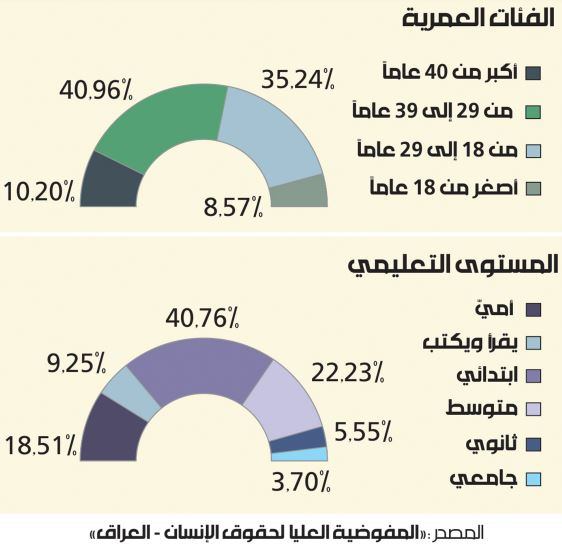 الفئات العمرية
أكبر من 40 عاماً
من 29 إلى 39 عاماً
من 18 إلى 29 عاماً
أصغر من 18 عاماً
35,24%
40,96%
10,20%
8,57%
المستوى التعليمي
أميّ
يقرأ ويكتب
ابتدائي
متوسط
ثانوي
جامعي
40,76%
9,25%
22,23%
18,51%
5,55%
3,70%
المصدر: «المفوضية العليا لحقوق الإنسان - العراق»